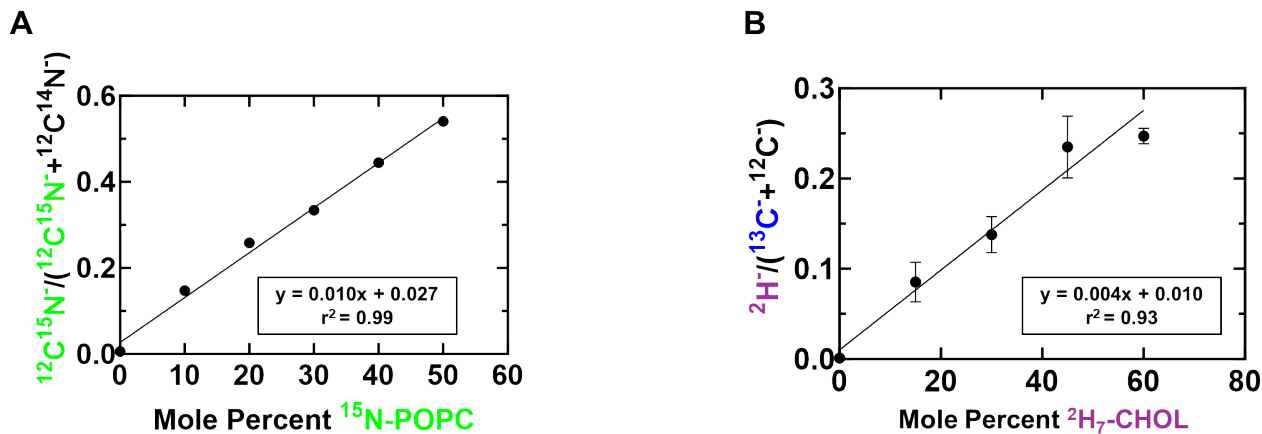 A
¹²C¹⁵N⁻/(¹²C¹⁵N⁻+¹²C¹⁴N⁻)
0.6
0.4
0.2
0.0
y = 0.010x + 0.027
r² = 0.99
0 10 20 30 40 50 60
Mole Percent ¹⁵N-POPC
B
²H⁻/(¹³C⁻+¹²C⁻)
0.3
0.2
0.1
0.0
y = 0.004x + 0.010
r² = 0.93
0 20 40 60 80
Mole Percent ²H₇-CHOL